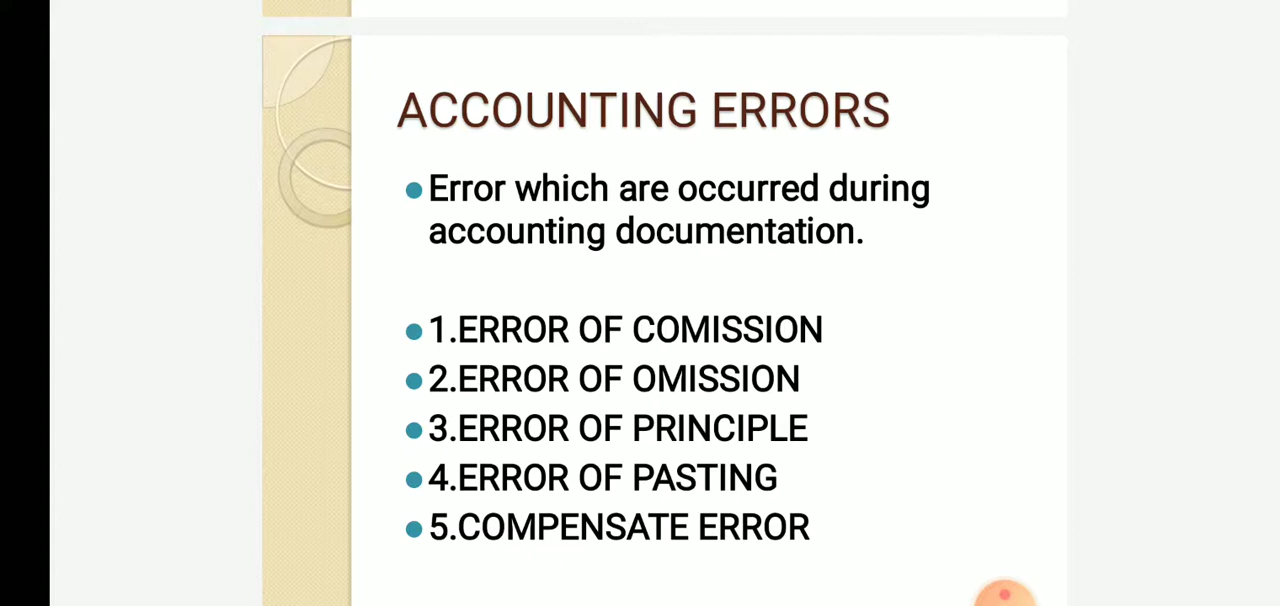 ACCOUNTING ERRORS
Error which are occurred during
accounting documentation.
1.ERROR OF COMISSION
2.ERROR OF OMISSION
3.ERROR OF PRINCIPLE
4.ERROR OF PASTING
5.COMPENSATE ERROR